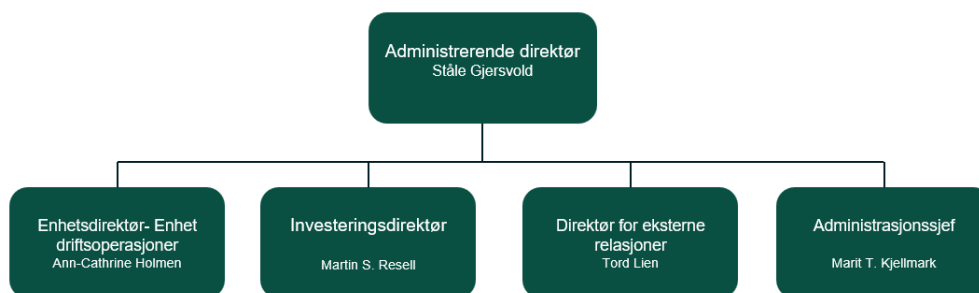 Administrerende direktør
Ståle Gjersvold
Enhetsdirektør- Enhet
driftsoperasjoner
Ann-Cathrine Holmen
Investeringsdirektør
Martin S. Resell
Direktør for eksterne
relasjoner
Tord Lien
Administrasjonssjef
Marit T. Kjellmark